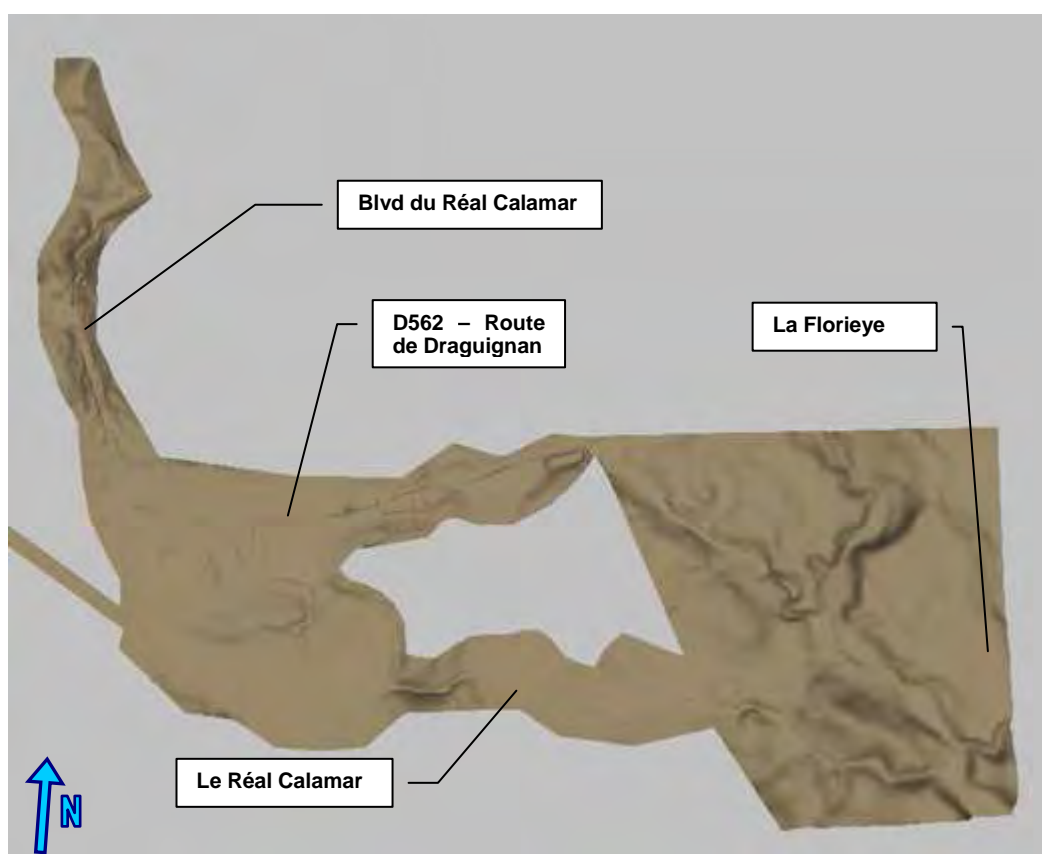 Blvd du Réal Calamar
D562 – Route
de Draguignan
La Florieye
Le Réal Calamar
N